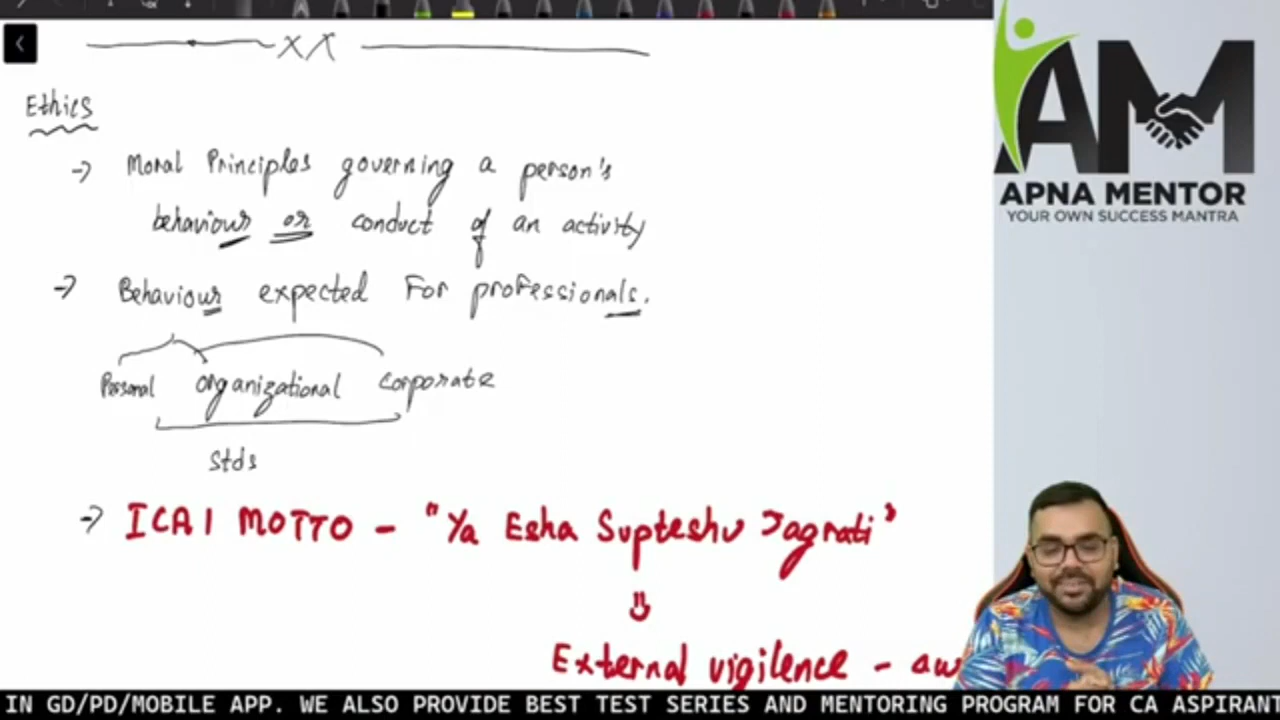 XX
Ethics
→ Moral Principles governing a person's
behaviour or conduct of an activity
→ Behaviour expected For professionals.
Personal organizational corporate
Stds
→ ICAI MOTTO - "Ya Esha Supteshu Jagrati"
External vigilence - aw
AM
APNA MENTOR
YOUR OWN SUCCESS MANTRA
IN GD/PD/MOBILE APP. WE ALSO PROVIDE BEST TEST SERIES AND MENTORING PROGRAM FOR CA ASPIRANT